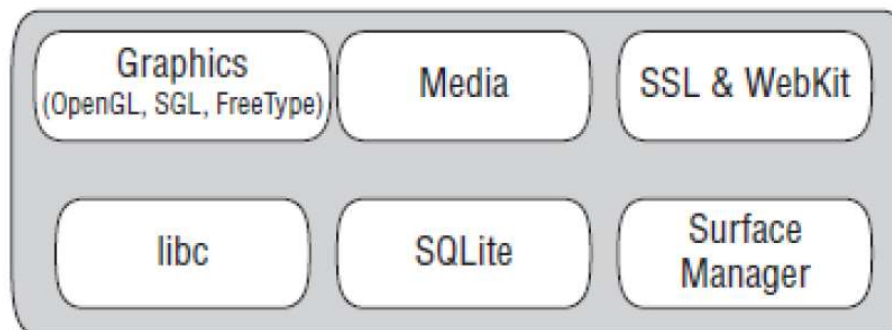 Graphics
(OpenGL, SGL, FreeType)
Media
SSL & WebKit
libc
SQLite
Surface
Manager